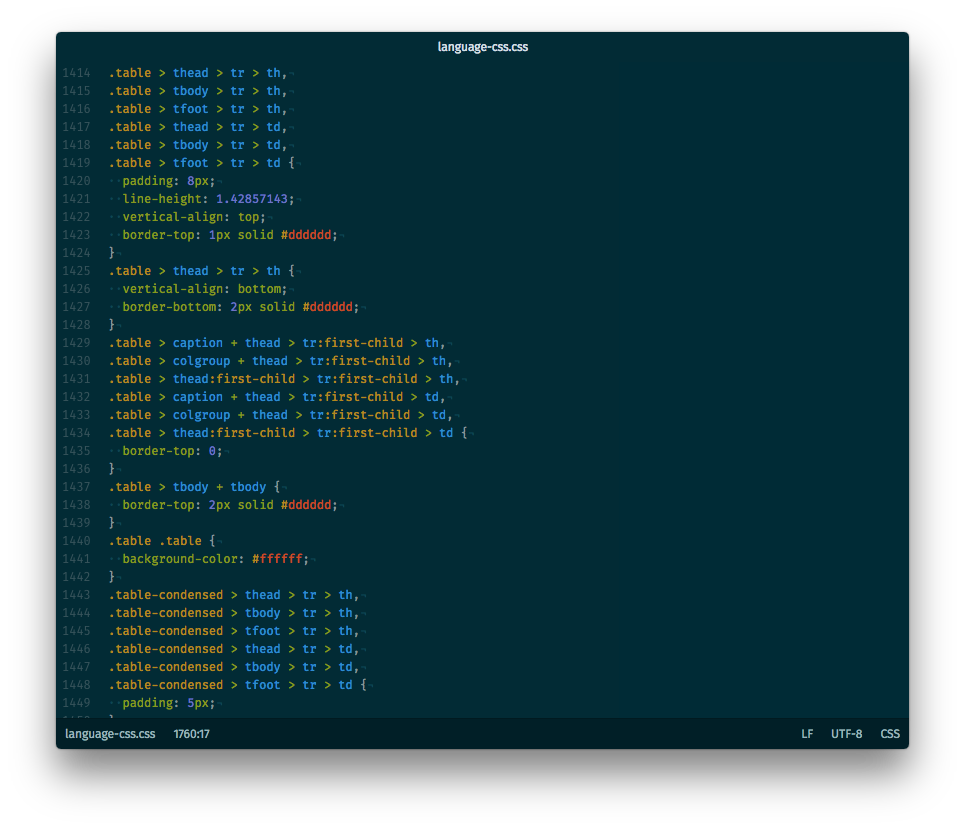 language-css.css
1414 .table > thead > tr > th,¬
1415 .table > tbody > tr > th,¬
1416 .table > tfoot > tr > th,¬
1417 .table > thead > tr > td,¬
1418 .table > tbody > tr > td,¬
1419 .table > tfoot > tr > td {¬
1420 ··padding: 8px;¬
1421 ··line-height: 1.42857143;¬
1422 ··vertical-align: top;¬
1423 ··border-top: 1px solid #dddddd;¬
1424 }¬
1425 .table > thead > tr > th {¬
1426 ··vertical-align: bottom;¬
1427 ··border-bottom: 2px solid #dddddd;¬
1428 }¬
1429 .table > caption + thead > tr:first-child > th,¬
1430 .table > colgroup + thead > tr:first-child > th,¬
1431 .table > thead:first-child > tr:first-child > th,¬
1432 .table > caption + thead > tr:first-child > td,¬
1433 .table > colgroup + thead > tr:first-child > td,¬
1434 .table > thead:first-child > tr:first-child > td {¬
1435 ··border-top: 0;¬
1436 }¬
1437 .table > tbody + tbody {¬
1438 ··border-top: 2px solid #dddddd;¬
1439 }¬
1440 .table .table {¬
1441 ··background-color: #ffffff;¬
1442 }¬
1443 .table-condensed > thead > tr > th,¬
1444 .table-condensed > tbody > tr > th,¬
1445 .table-condensed > tfoot > tr > th,¬
1446 .table-condensed > thead > tr > td,¬
1447 .table-condensed > tbody > tr > td,¬
1448 .table-condensed > tfoot > tr > td {¬
1449 ··padding: 5px;¬
language-css.css 1760:17 LF UTF-8 CSS